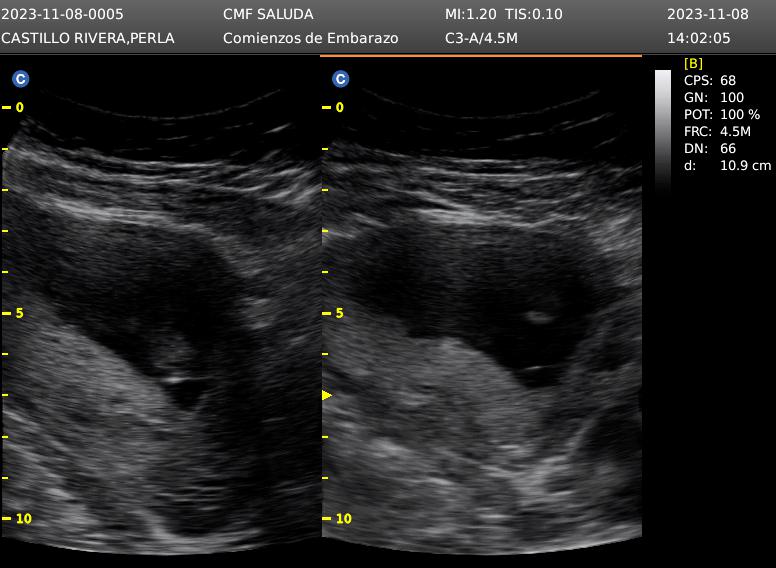 2023-11-08-0005 CMF SALUDA MI:1.20 TIS:0.10 2023-11-08
CASTILLO RIVERA,PERLA Comienzos de Embarazo C3-A/4.5M 14:02:05
C C
[B]
CPS: 68
GN: 100
POT: 100 %
FRC: 4.5M
DN: 66
d: 10.9 cm
0 0
5 5
10 10